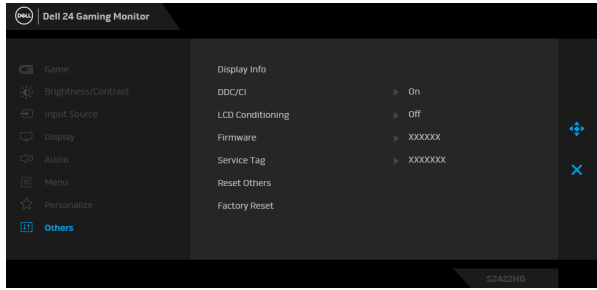 DELL Dell 24 Gaming Monitor
Game
Brightness/Contrast
Input Source
Display
Audio
Menu
Personalize
Others
Display Info
DDC/CI On
LCD Conditioning Off
Firmware XXXXXX
Service Tag XXXXXXX
Reset Others
Factory Reset
S2422HG